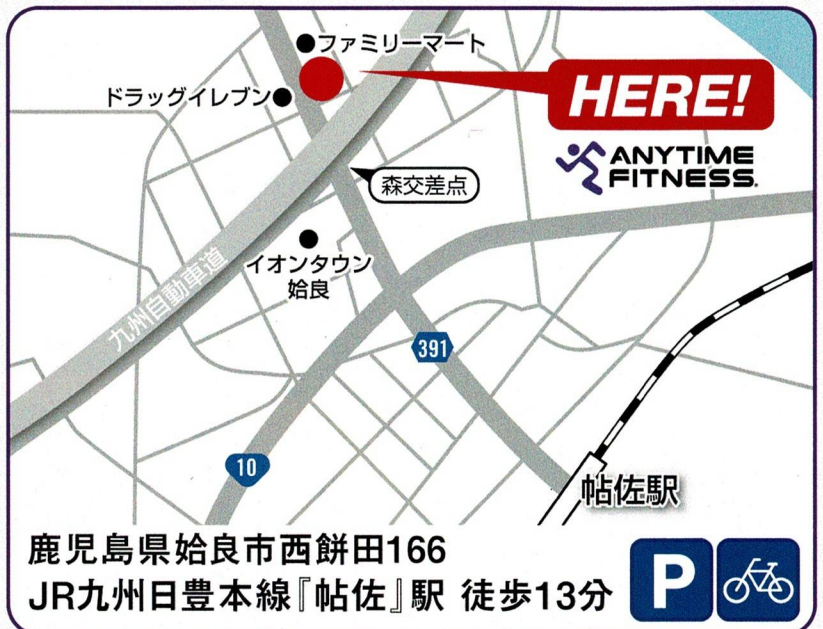 ファミリーマート
ドラッグイレブン
HERE!
ANYTIME
FITNESS.
森交差点
イオンタウン
姶良
九州自動車道
391
10
帖佐駅
鹿児島県姶良市西餅田166
JR九州日豊本線『帖佐』駅 徒歩13分
P